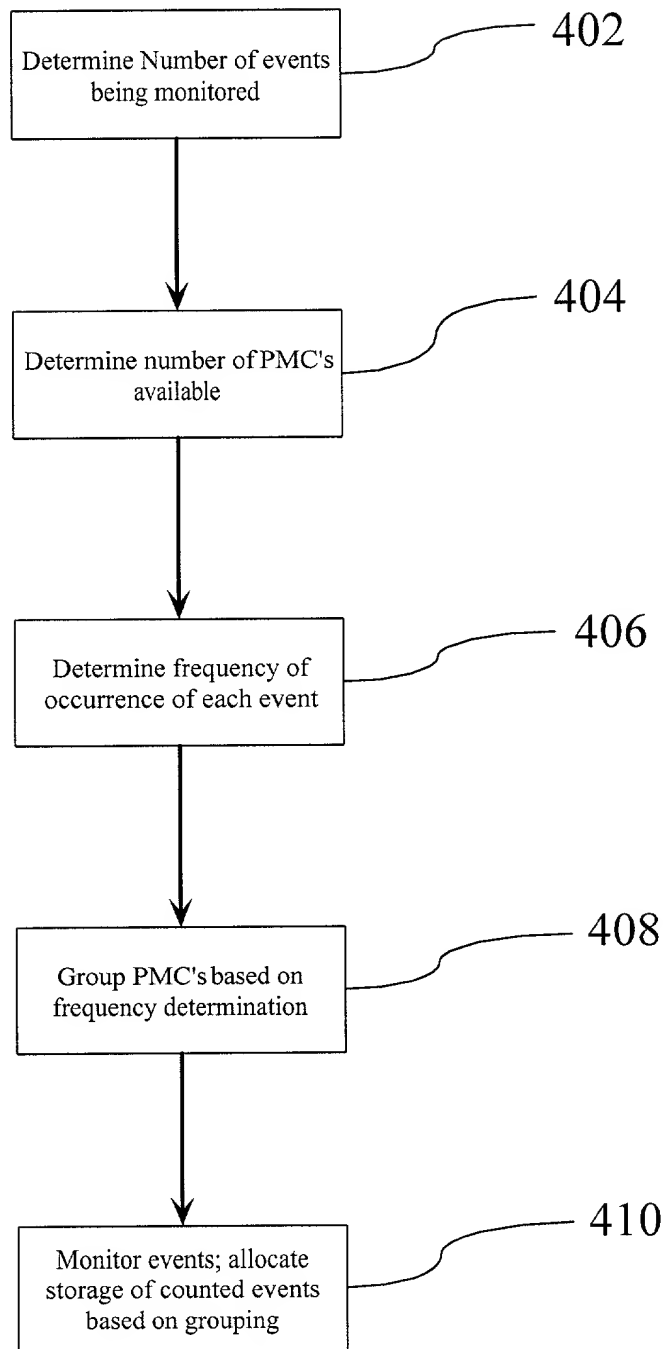 402
Determine Number of events
being monitored
404
Determine number of PMC's
available
406
Determine frequency of
occurrence of each event
408
Group PMC's based on
frequency determination
410
Monitor events; allocate
storage of counted events
based on grouping